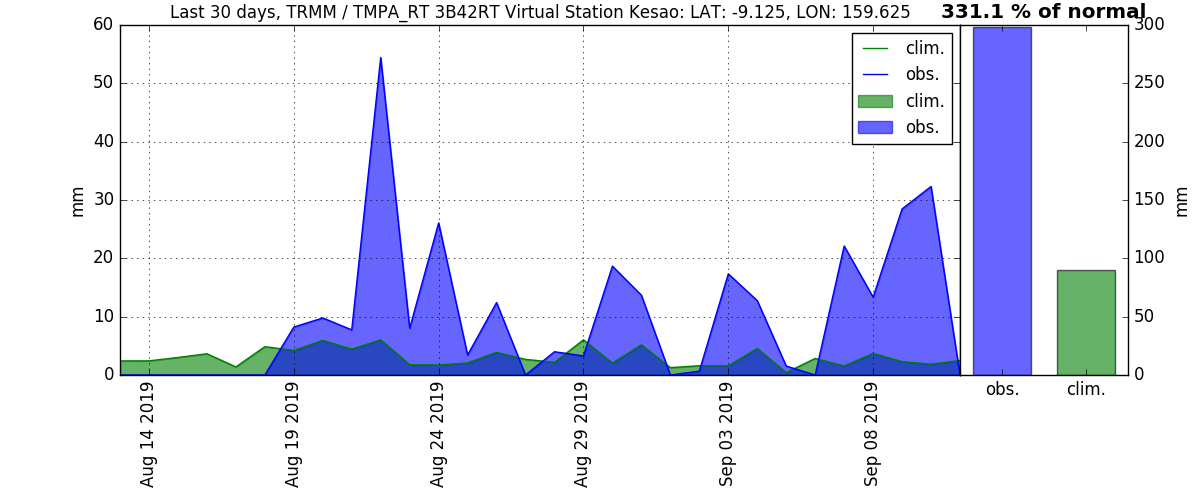 Last 30 days, TRMM / TMPA_RT 3B42RT Virtual Station Kesao: LAT: -9.125, LON: 159.625
331.1 % of normal
60
50
40
30
20
10
0
mm
clim.
obs.
clim.
obs.
300
250
200
150
100
50
0
mm
Aug 14 2019
Aug 19 2019
Aug 24 2019
Aug 29 2019
Sep 03 2019
Sep 08 2019
obs.
clim.